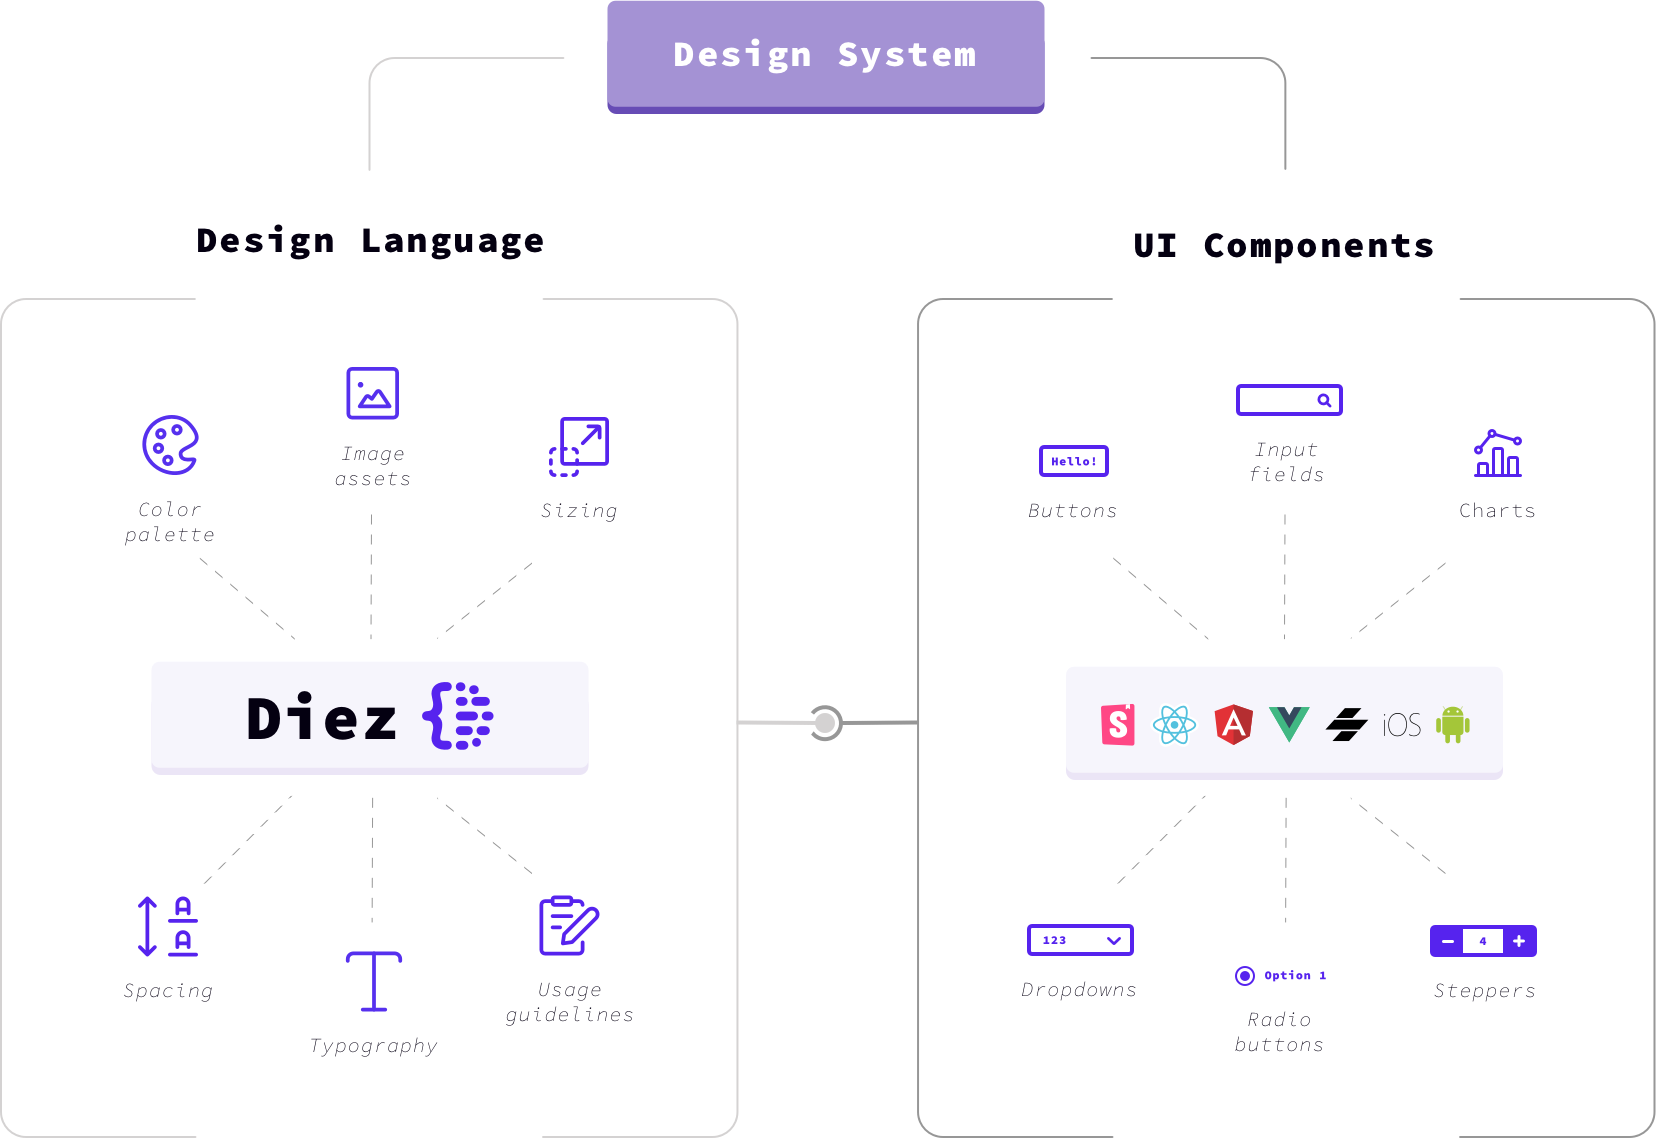 Design System
Design Language
UI Components
Image
assets
Color
palette
Sizing
Diez
Spacing
Typography
Usage
guidelines
Input
fields
Hello!
Buttons
Charts
S
A
iOS
123
Dropdowns
Option 1
Radio
buttons
4
Steppers